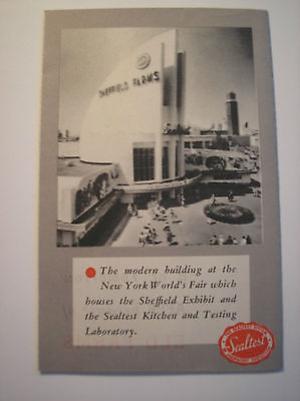 SHEFFIELD FARMS
The modern building at the
New York World's Fair which
houses the Sheffield Exhibit and
the Sealtest Kitchen and Testing
Laboratory.
Sealtest